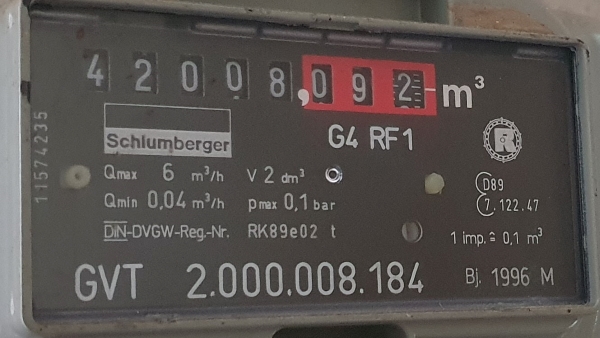 42008,092 m³
Schlumberger
G4 RF1
R
11574235
Qmax 6 m³/h V 2 dm³
Qmin 0,04 m³/h pmax 0,1 bar
DIN-DVGW-Reg.-Nr. RK89e02 t
D89
7.122.47
1 imp. ≙ 0,1 m³
GVT 2.000.008.184
Bj. 1996 M